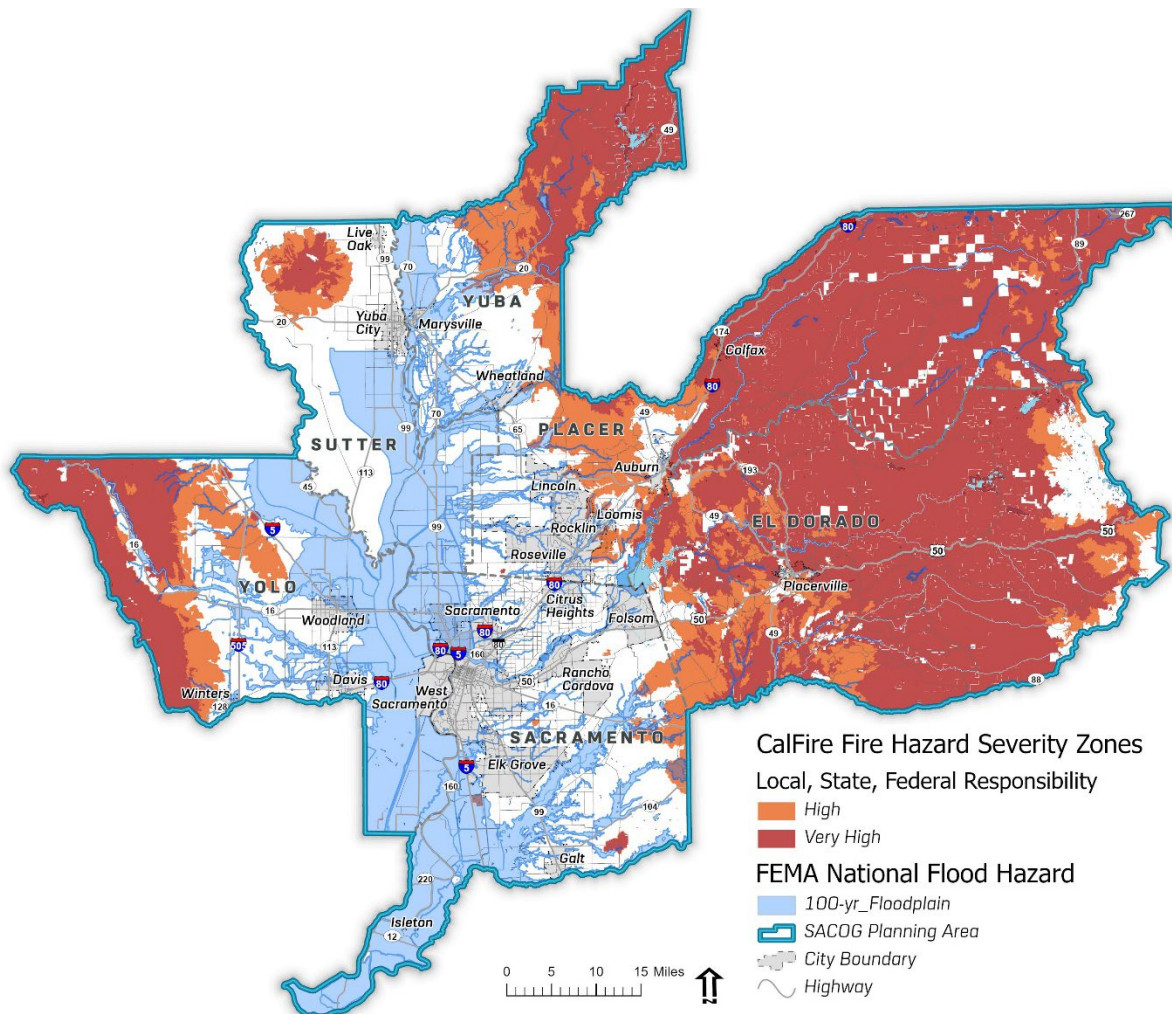 49
267
80
89
Live
Oak
99
70
20
YUBA
20
Yuba
City
Marysville
174
Colfax
80
Wheatland
49
70
99
65
PLACER
SUTTER
Auburn
193
113
45
Lincoln
Loomis
Rocklin
49
EL DORADO
50
16
5
99
Roseville
50
YOLO
80
Placerville
16
Sacramento
Citrus
Heights
Woodland
80
80
Folsom
50
505
113
80
5
160
49
Davis
80
Rancho
Cordova
88
Winters
128
West
Sacramento
50
16
SACRAMENTO
Elk Grove
5
160
99
104
Galt
220
Isleton
12
CalFire Fire Hazard Severity Zones
Local, State, Federal Responsibility
High
Very High
FEMA National Flood Hazard
100-yr_Floodplain
SACOG Planning Area
City Boundary
Highway
0 5 10 15 Miles
N